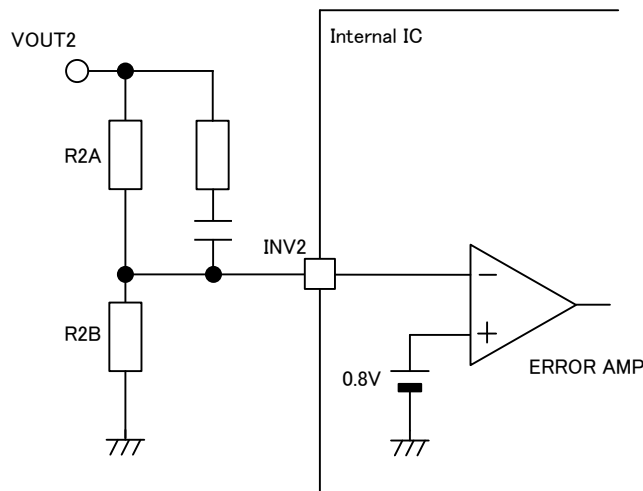 Internal IC
VOUT2
R2A
INV2
R2B
−
+
0.8V
ERROR AMP